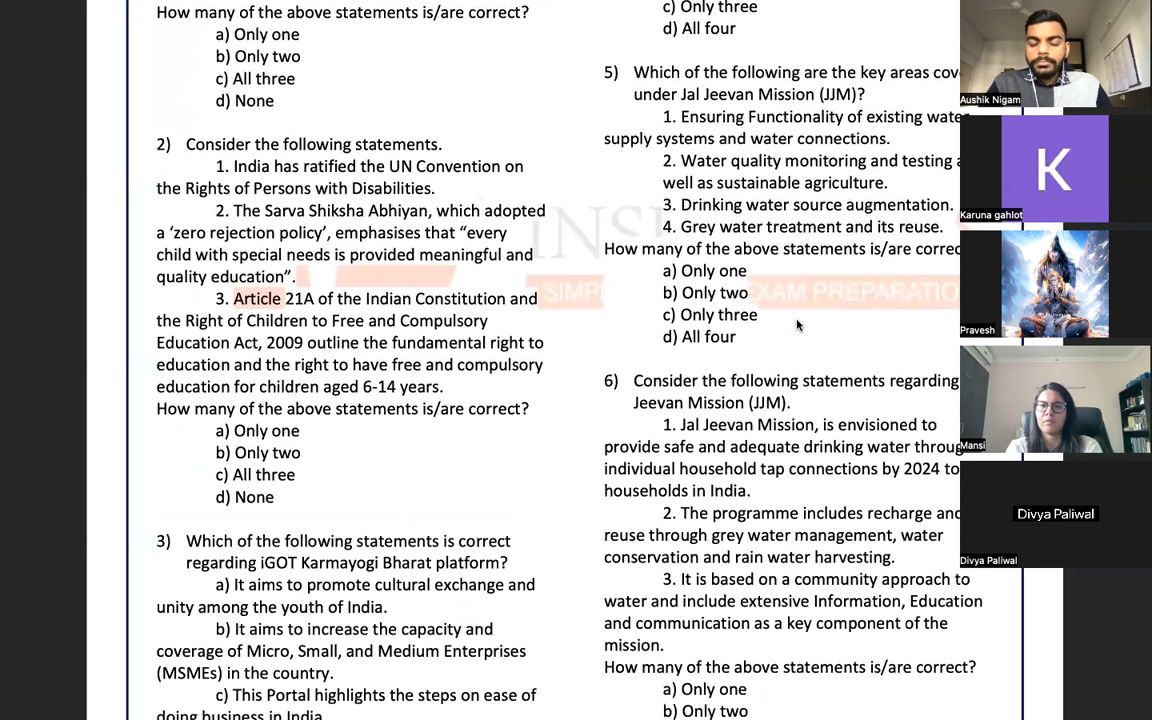 How many of the above statements is/are correct?
a) Only one
b) Only two
c) All three
d) None
2) Consider the following statements.
1. India has ratified the UN Convention on
the Rights of Persons with Disabilities.
2. The Sarva Shiksha Abhiyan, which adopted
a ‘zero rejection policy’, emphasises that “every
child with special needs is provided meaningful and
quality education”.
3. Article 21A of the Indian Constitution and
the Right of Children to Free and Compulsory
Education Act, 2009 outline the fundamental right to
education and the right to have free and compulsory
education for children aged 6-14 years.
How many of the above statements is/are correct?
a) Only one
b) Only two
c) All three
d) None
3) Which of the following statements is correct
regarding iGOT Karmayogi Bharat platform?
a) It aims to promote cultural exchange and
unity among the youth of India.
b) It aims to increase the capacity and
coverage of Micro, Small, and Medium Enterprises
(MSMEs) in the country.
c) This Portal highlights the steps on ease of
doing business in India.
c) Only three
d) All four
5) Which of the following are the key areas cov
under Jal Jeevan Mission (JJM)?
1. Ensuring Functionality of existing wate
supply systems and water connections.
2. Water quality monitoring and testing
well as sustainable agriculture.
3. Drinking water source augmentation.
4. Grey water treatment and its reuse.
How many of the above statements is/are correc
a) Only one
b) Only two
c) Only three
d) All four
6) Consider the following statements regarding
Jeevan Mission (JJM).
1. Jal Jeevan Mission, is envisioned to
provide safe and adequate drinking water throug
individual household tap connections by 2024 to
households in India.
2. The programme includes recharge and
reuse through grey water management, water
conservation and rain water harvesting.
3. It is based on a community approach to
water and include extensive Information, Education
and communication as a key component of the
mission.
How many of the above statements is/are correct?
a) Only one
b) Only two
INSI
SIMP EXAM PREPARATIO
Aushik Nigam
K
Karuna gahlot
Pravesh
Mansi
Divya Paliwal
Divya Paliwal